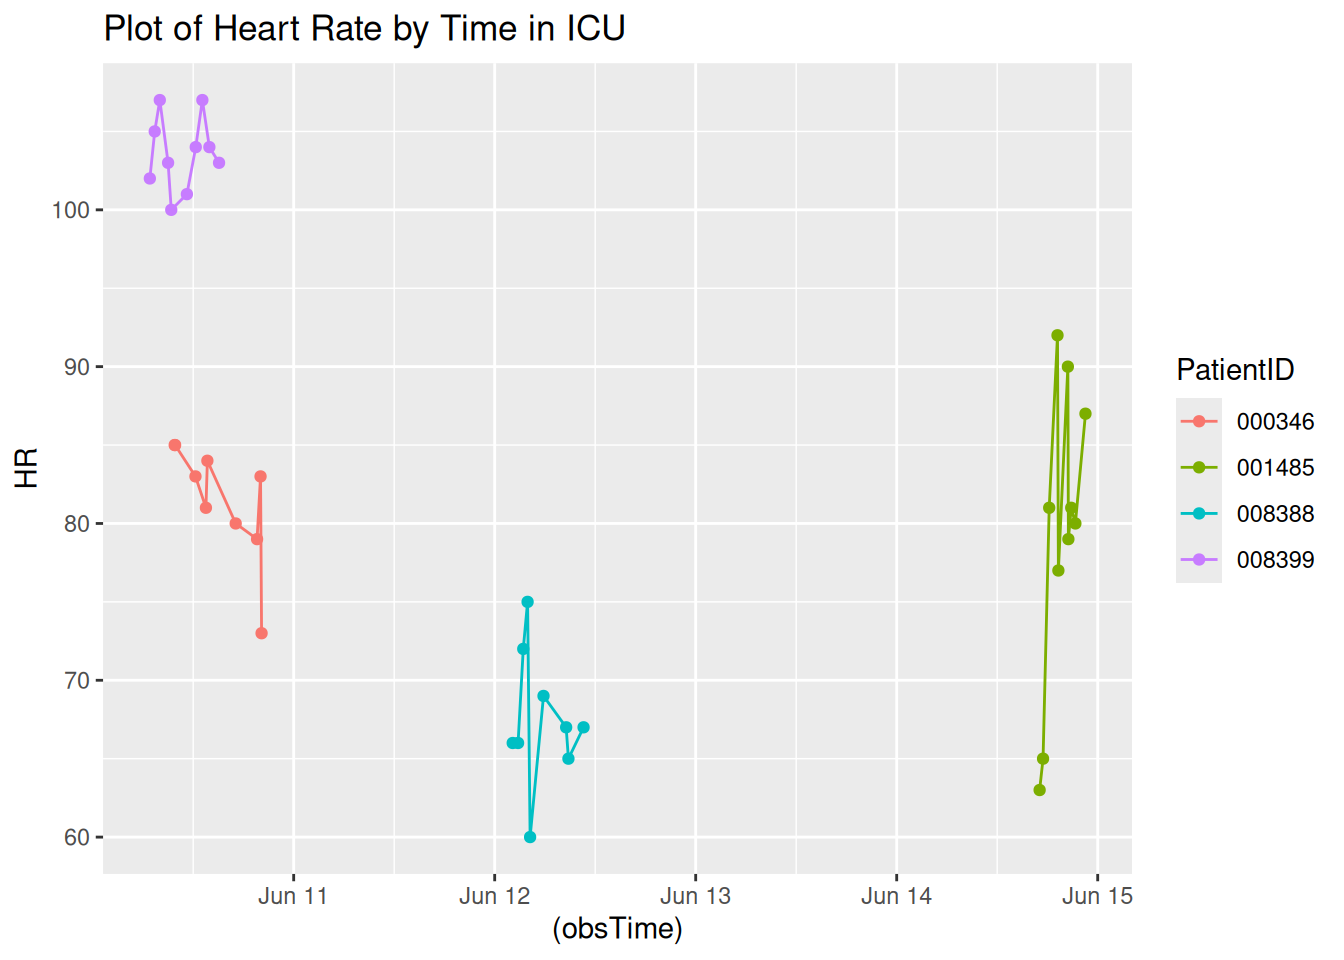 Plot of Heart Rate by Time in ICU
HR
100
90
80
70
60
Jun 11 Jun 12 Jun 13 Jun 14 Jun 15
(obsTime)
PatientID
000346
001485
008388
008399